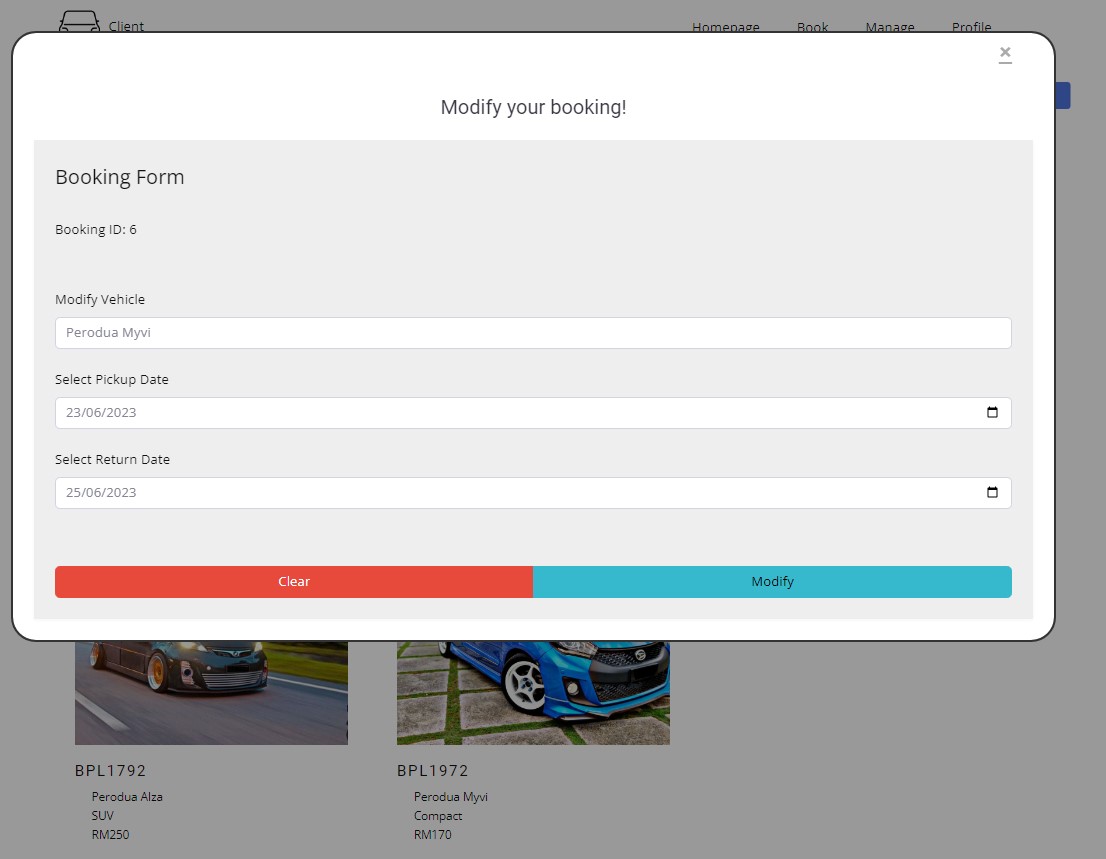 Client
Homepage
Book
Manage
Profile
×
Modify your booking!
Booking Form
Booking ID: 6
Modify Vehicle
Perodua Myvi
Select Pickup Date
23/06/2023
Select Return Date
25/06/2023
Clear
Modify
BPL1792
Perodua Alza
SUV
RM250
BPL1972
Perodua Myvi
Compact
RM170